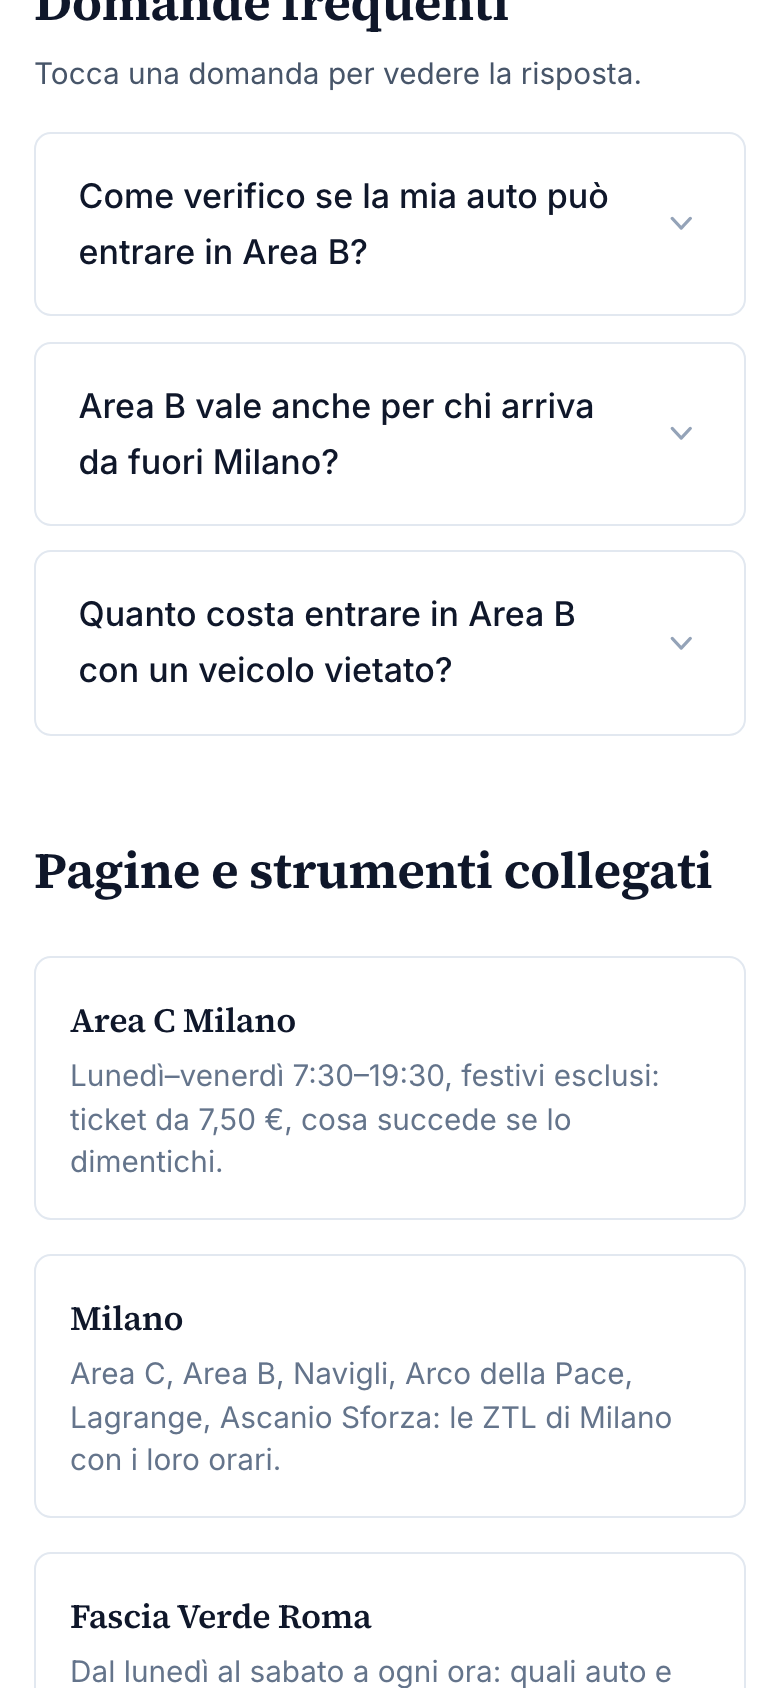 Domande frequenti
Tocca una domanda per vedere la risposta.
Come verifico se la mia auto può
entrare in Area B?
Area B vale anche per chi arriva
da fuori Milano?
Quanto costa entrare in Area B
con un veicolo vietato?
Pagine e strumenti collegati
Area C Milano
Lunedì–venerdì 7:30–19:30, festivi esclusi:
ticket da 7,50 €, cosa succede se lo
dimentichi.
Milano
Area C, Area B, Navigli, Arco della Pace,
Lagrange, Ascanio Sforza: le ZTL di Milano
con i loro orari.
Fascia Verde Roma
Dal lunedì al sabato a ogni ora: quali auto e